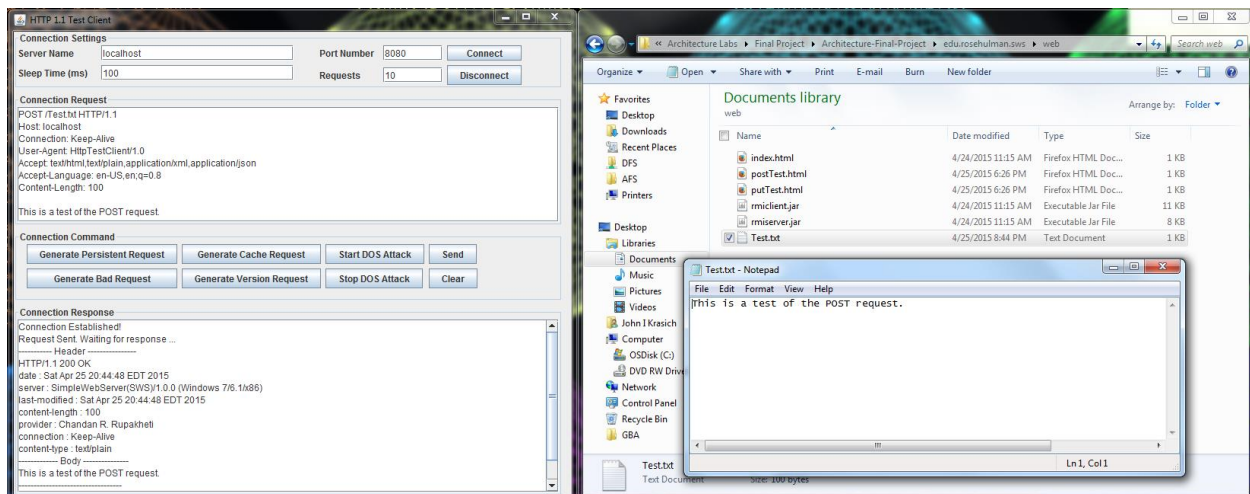 HTTP 1.1 Test Client
Connection Settings
Server Name localhost Port Number 8080 Connect
Sleep Time (ms) 100 Requests 10 Disconnect
Connection Request
POST /Test.txt HTTP/1.1
Host: localhost
Connection: Keep-Alive
User-Agent: HttpTestClient/1.0
Accept: text/html,text/plain,application/xml,application/json
Accept-Language: en-US,en;q=0.8
Content-Length: 100
This is a test of the POST request.
Connection Command
Generate Persistent Request Generate Cache Request Start DOS Attack Send
Generate Bad Request Generate Version Request Stop DOS Attack Clear
Connection Response
Connection Established!
Request Sent. Waiting for response ...
------------ Header ----------------
HTTP/1.1 200 OK
date : Sat Apr 25 20:44:48 EDT 2015
server : SimpleWebServer(SWS)/1.0.0 (Windows 7/6.1/x86)
last-modified : Sat Apr 25 20:44:48 EDT 2015
content-length : 100
provider : Chandan R. Rupakheti
connection : Keep-Alive
content-type : text/plain
------------- Body ---------------
This is a test of the POST request.
----------------------------------
« Architecture Labs ▸ Final Project ▸ Architecture-Final-Project ▸ edu.rosehulman.sws ▸ web
Search web
Organize Open Share with Print E-mail Burn New folder
Favorites
Desktop
Downloads
Recent Places
DFS
AFS
Printers
Desktop
Libraries
Documents
Music
Pictures
Videos
John I Krasich
Computer
OSDisk (C:)
DVD RW Drive
Network
Control Panel
Recycle Bin
GBA
Documents library
web
Arrange by: Folder
Name Date modified Type Size
index.html 4/24/2015 11:15 AM Firefox HTML Doc... 1 KB
postTest.html 4/25/2015 6:26 PM Firefox HTML Doc... 1 KB
putTest.html 4/25/2015 6:26 PM Firefox HTML Doc... 1 KB
rmiclient.jar 4/24/2015 11:15 AM Executable Jar File 11 KB
rmiserver.jar 4/24/2015 11:15 AM Executable Jar File 8 KB
Test.txt 4/25/2015 8:44 PM Text Document 1 KB
Test.txt - Notepad
File Edit Format View Help
This is a test of the POST request.
Ln 1, Col 1
Test.txt
Text Document Size: 100 bytes